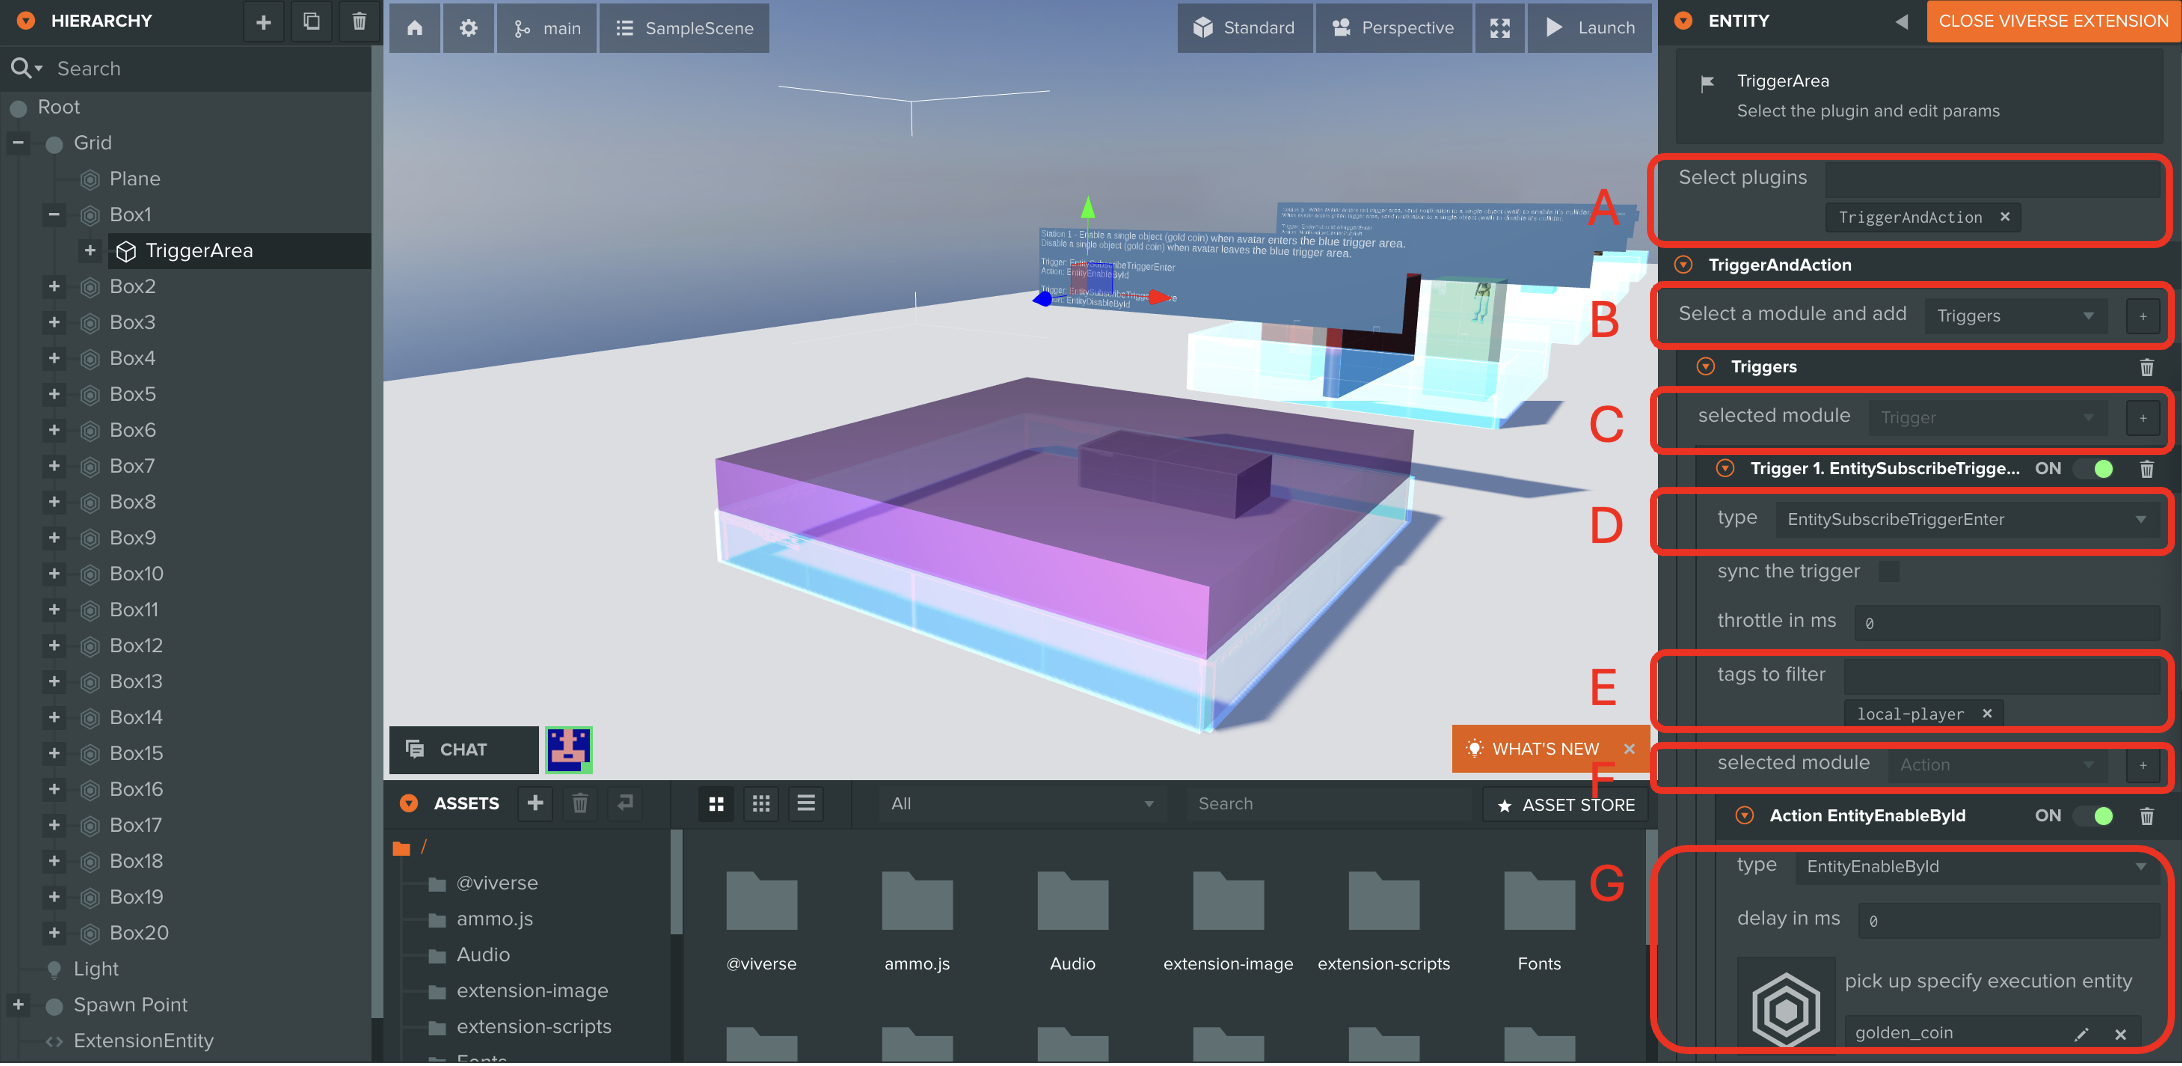 HIERARCHY
Search
Root
Grid
Plane
Box1
TriggerArea
Box2
Box3
Box4
Box5
Box6
Box7
Box8
Box9
Box10
Box11
Box12
Box13
Box14
Box15
Box16
Box17
Box18
Box19
Box20
Light
Spawn Point
ExtensionEntity
main
SampleScene
Standard
Perspective
Launch
Station 1 - Enable a single object (gold coin) when avatar enters the blue trigger area.
Disable a single object (gold coin) when avatar leaves the blue trigger area.
Trigger: EntitySubscribeTriggerEnter
Action: EntityEnableById
Trigger: EntitySubscribeTrigger
EntityDisableById
CHAT
WHAT'S NEW
ASSETS
All
Search
ASSET STORE
/
@viverse
ammo.js
Audio
extension-image
extension-scripts
Fonts
@viverse
ammo.js
Audio
extension-image
extension-scripts
Fonts
ENTITY
CLOSE VIVERSE EXTENSION
TriggerArea
Select the plugin and edit params
A
Select plugins
TriggerAndAction ×
TriggerAndAction
B
Select a module and add Triggers +
Triggers
C
selected module Trigger +
Trigger 1. EntitySubscribeTrigge... ON
D
type EntitySubscribeTriggerEnter
sync the trigger
throttle in ms 0
E
tags to filter
local-player ×
F
selected module Action +
Action EntityEnableById ON
G
type EntityEnableById
delay in ms 0
pick up specify execution entity
golden_coin